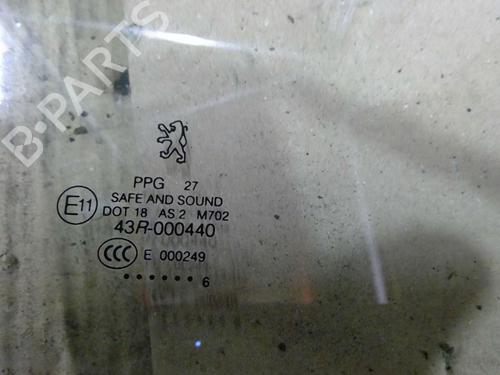 B-PARTS
PPG 27
SAFE AND SOUND
E11 DOT 18 AS 2 M702
43R-000440
CCC E 000249
. . . . . . 6